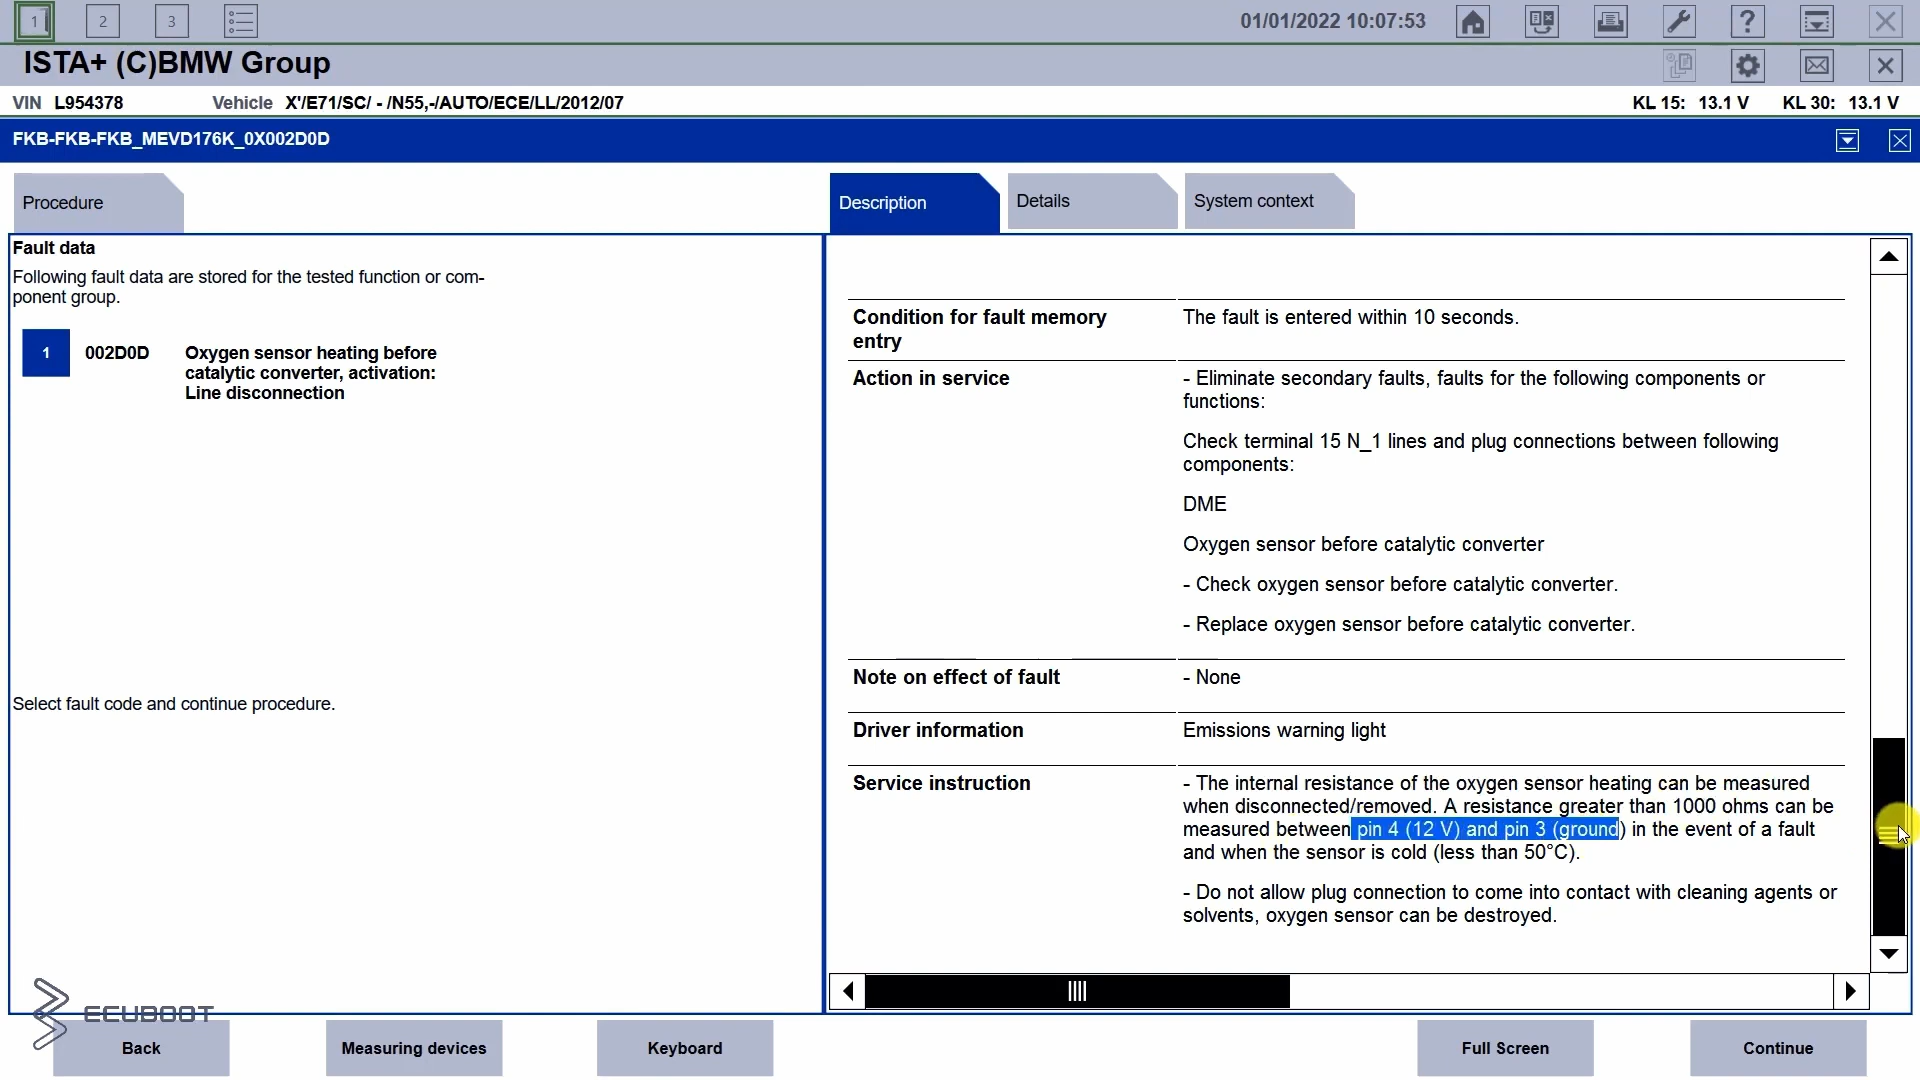 1
2
3
01/01/2022 10:07:53
?
ISTA+ (C)BMW Group
VIN L954378 Vehicle X'/E71/SC/ - /N55,-/AUTO/ECE/LL/2012/07 KL 15: 13.1 V KL 30: 13.1 V
FKB-FKB-FKB_MEVD176K_0X002D0D
Procedure
Description
Details
System context
Fault data
Following fault data are stored for the tested function or com-
ponent group.
1 002D0D Oxygen sensor heating before
catalytic converter, activation:
Line disconnection
Select fault code and continue procedure.
Condition for fault memory
entry
The fault is entered within 10 seconds.
Action in service
- Eliminate secondary faults, faults for the following components or
functions:
Check terminal 15 N_1 lines and plug connections between following
components:
DME
Oxygen sensor before catalytic converter
- Check oxygen sensor before catalytic converter.
- Replace oxygen sensor before catalytic converter.
Note on effect of fault
- None
Driver information
Emissions warning light
Service instruction
- The internal resistance of the oxygen sensor heating can be measured
when disconnected/removed. A resistance greater than 1000 ohms can be
measured between pin 4 (12 V) and pin 3 (ground) in the event of a fault
and when the sensor is cold (less than 50°C).
- Do not allow plug connection to come into contact with cleaning agents or
solvents, oxygen sensor can be destroyed.
ECUBOOT
Back
Measuring devices
Keyboard
Full Screen
Continue